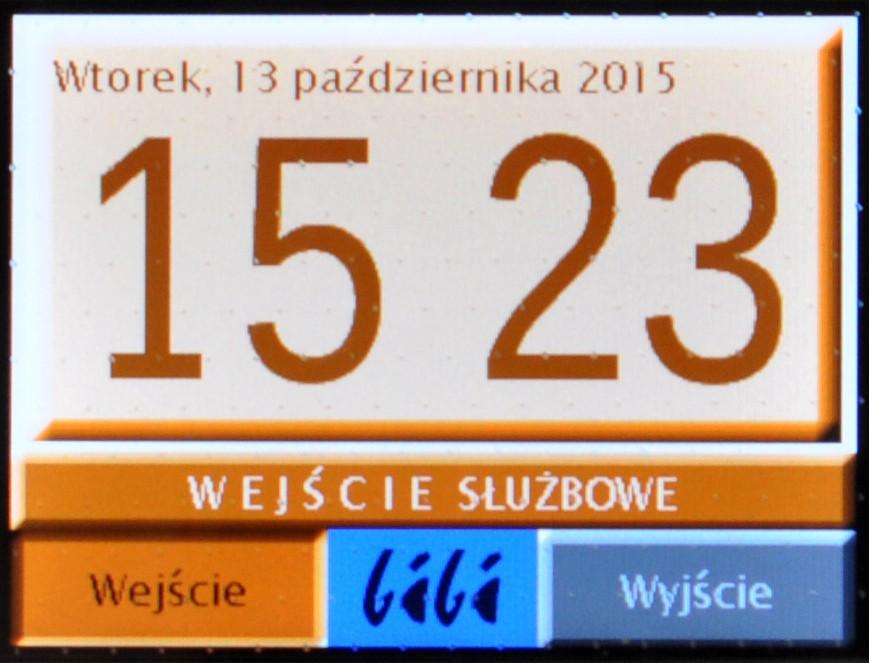 Wtorek, 13 października 2015
15 23
WEJŚCIE SŁUŻBOWE
Wejście
Wyjście